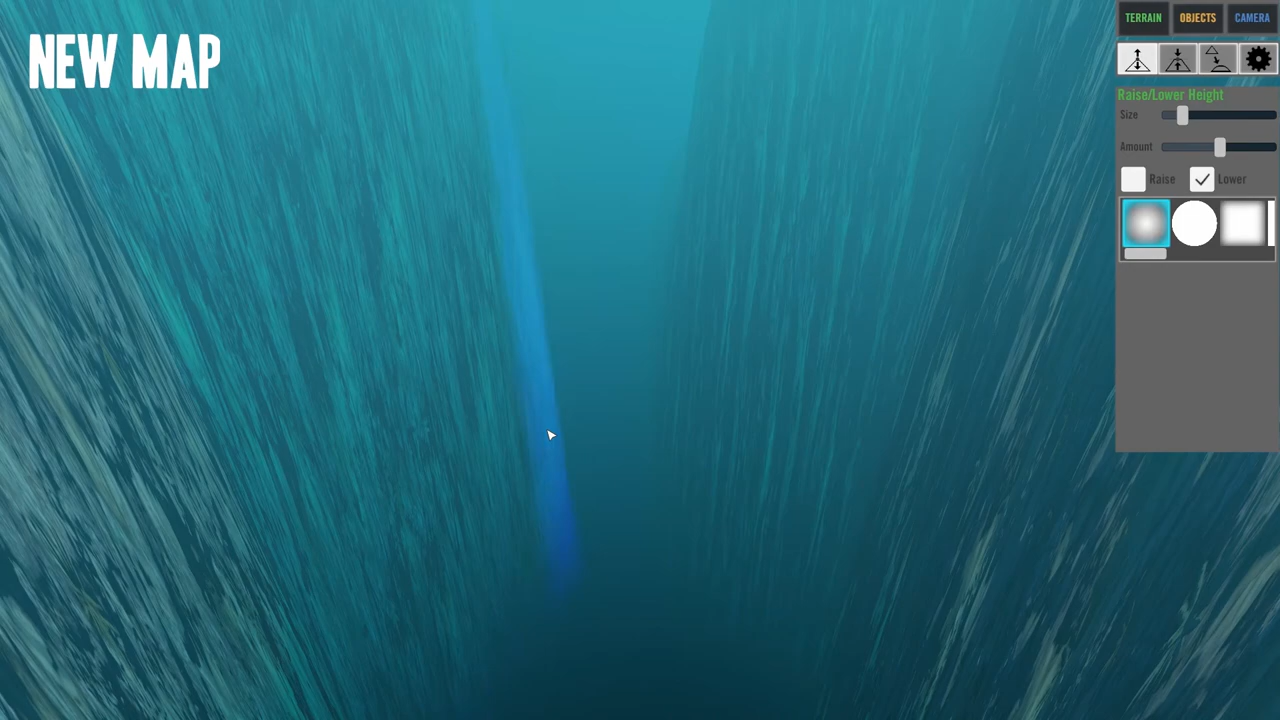 NEW MAP
TERRAIN OBJECTS CAMERA
Raise/Lower Height
Size
Amount
Raise Lower